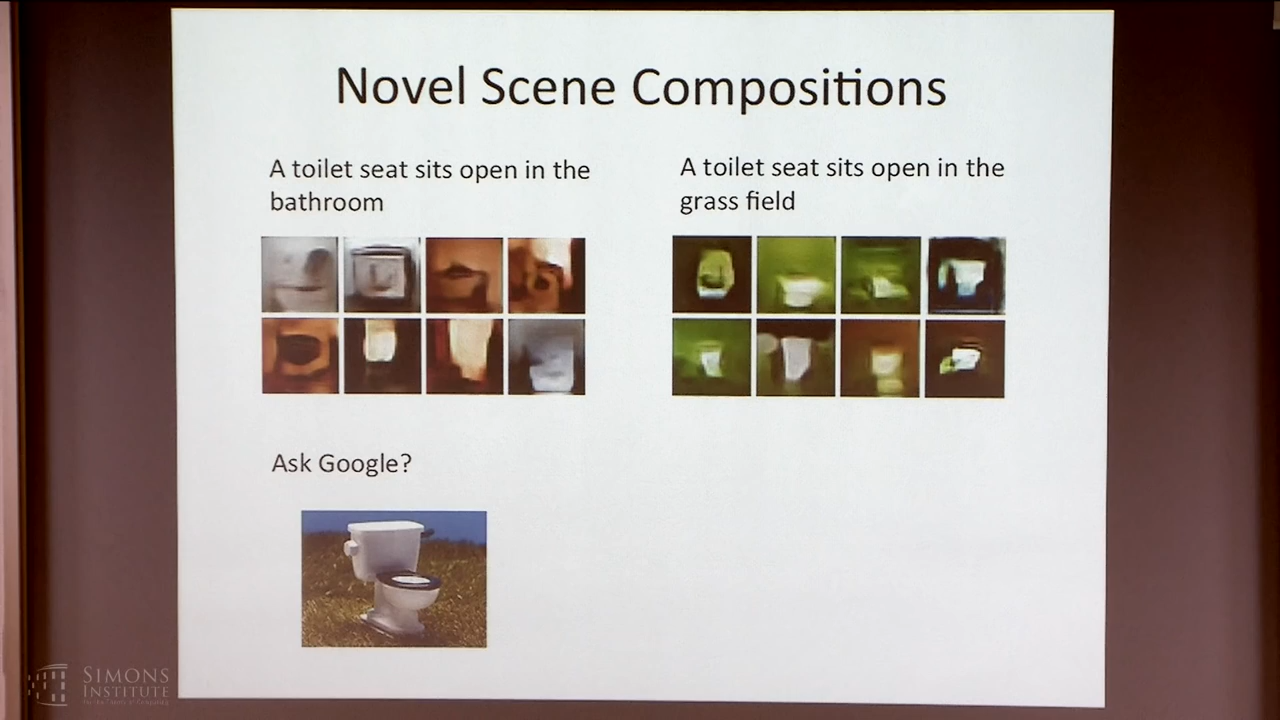 Novel Scene Compositions
A toilet seat sits open in the
bathroom
A toilet seat sits open in the
grass field
Ask Google?
SIMONS
INSTITUTE